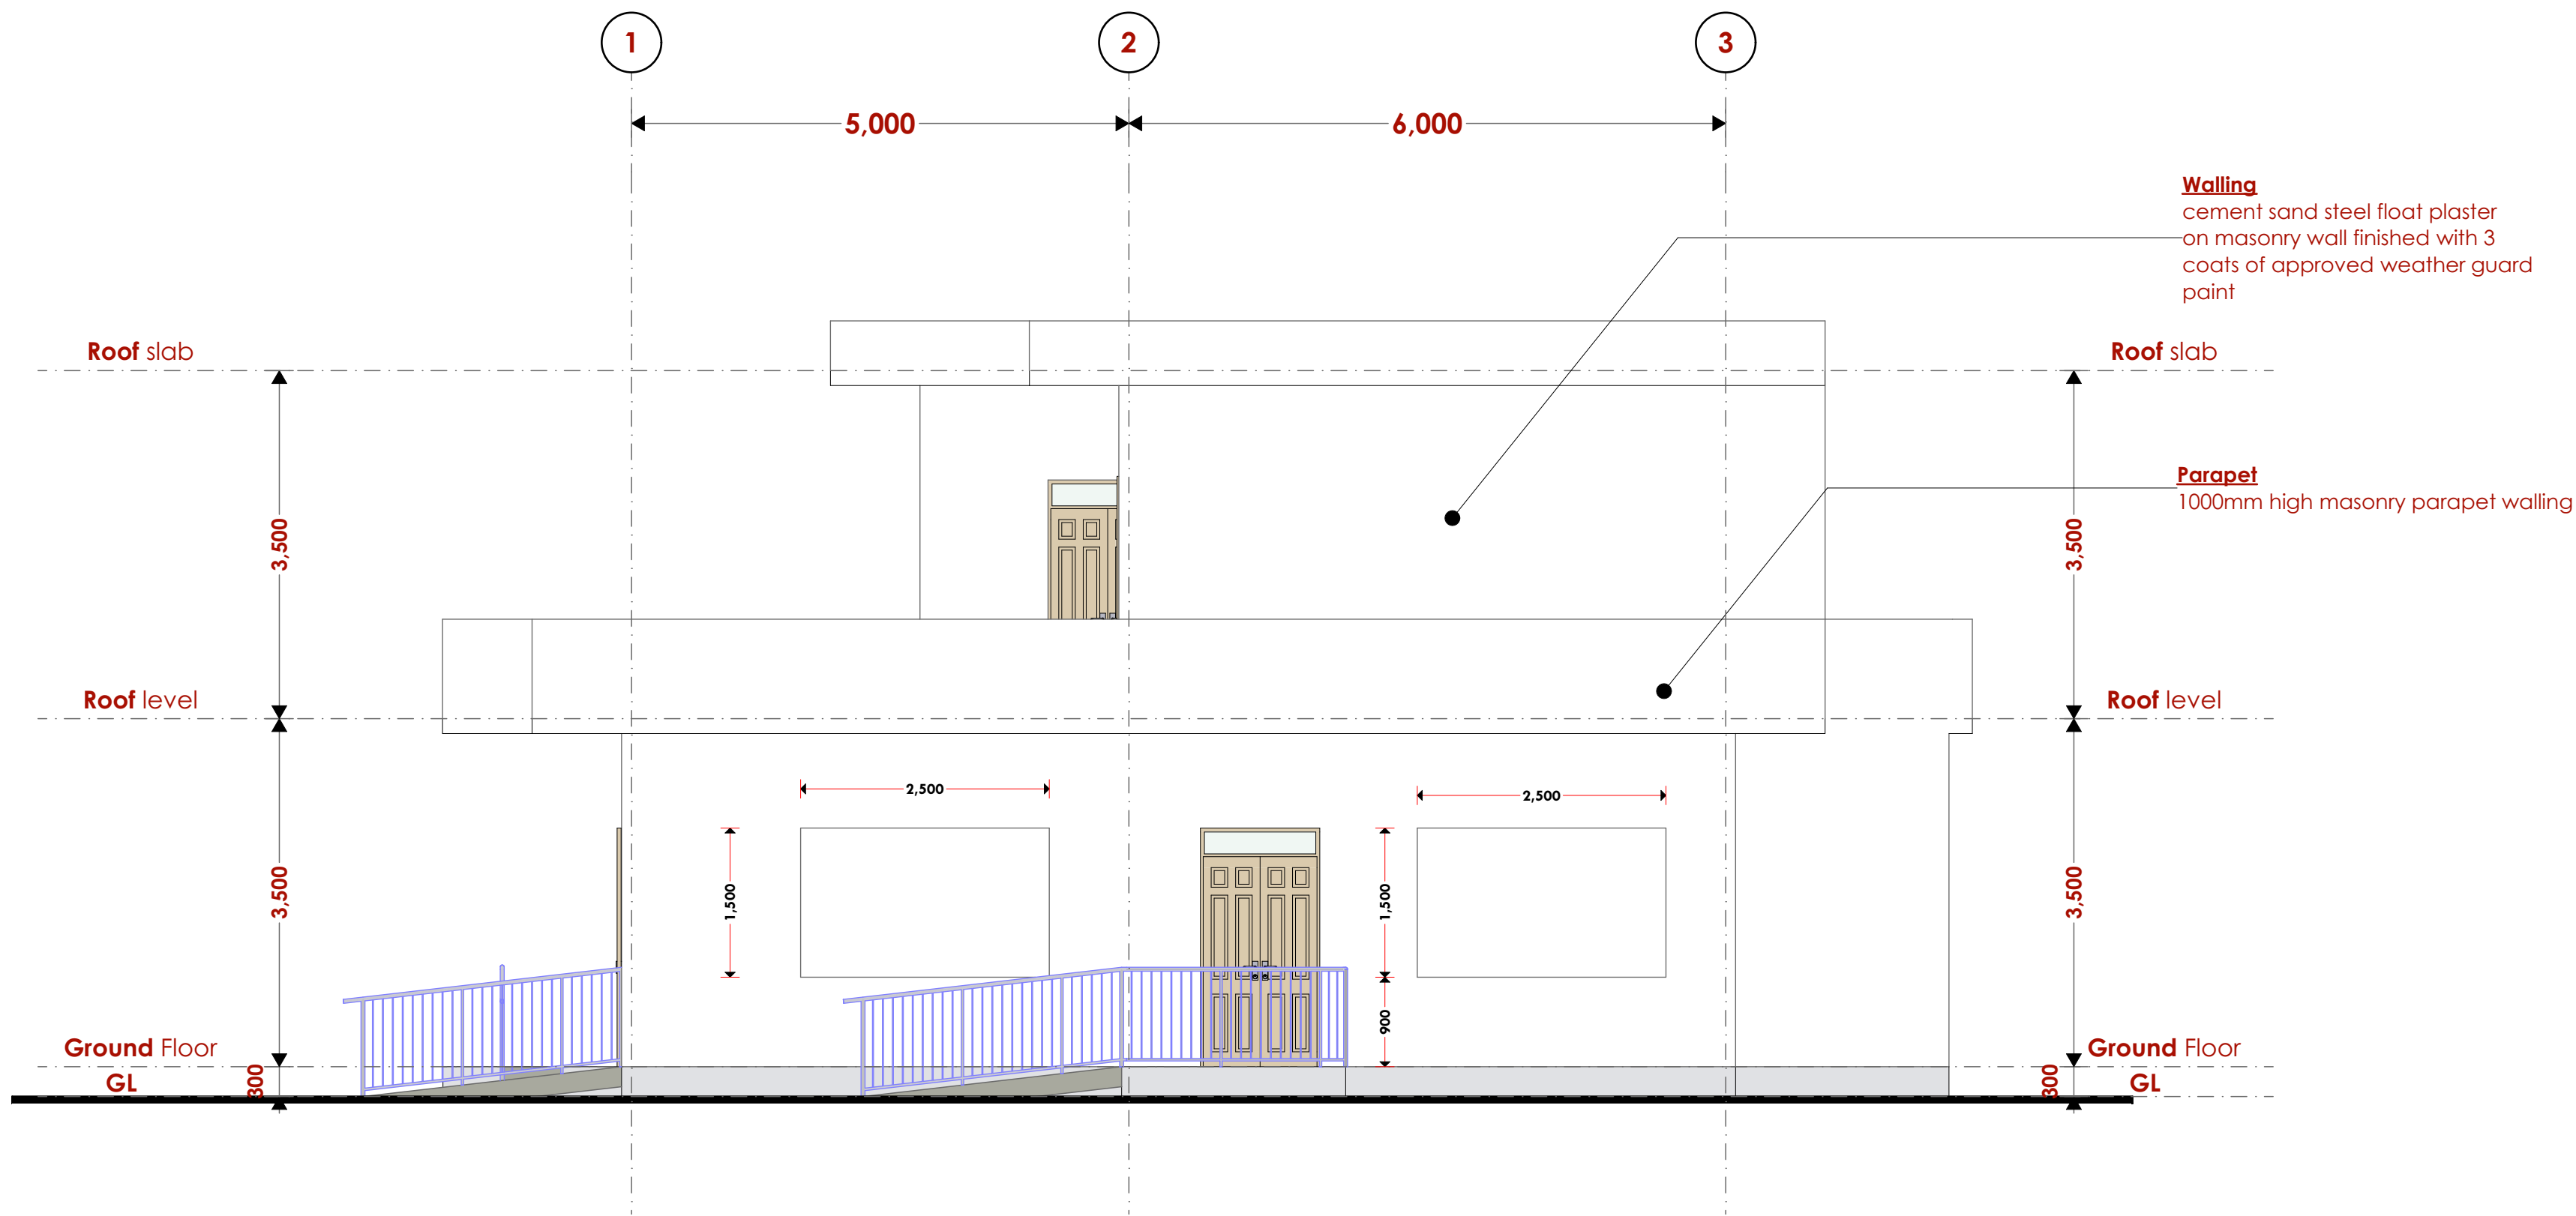 1
2
3
5,000
6,000
Walling
cement sand steel float plaster
on masonry wall finished with 3
coats of approved weather guard
paint
Roof slab
Roof slab
Parapet
1000mm high masonry parapet walling
3,500
3,500
Roof level
Roof level
2,500
2,500
3,500
1,500
1,500
3,500
900
Ground Floor
Ground Floor
GL
300
300
GL